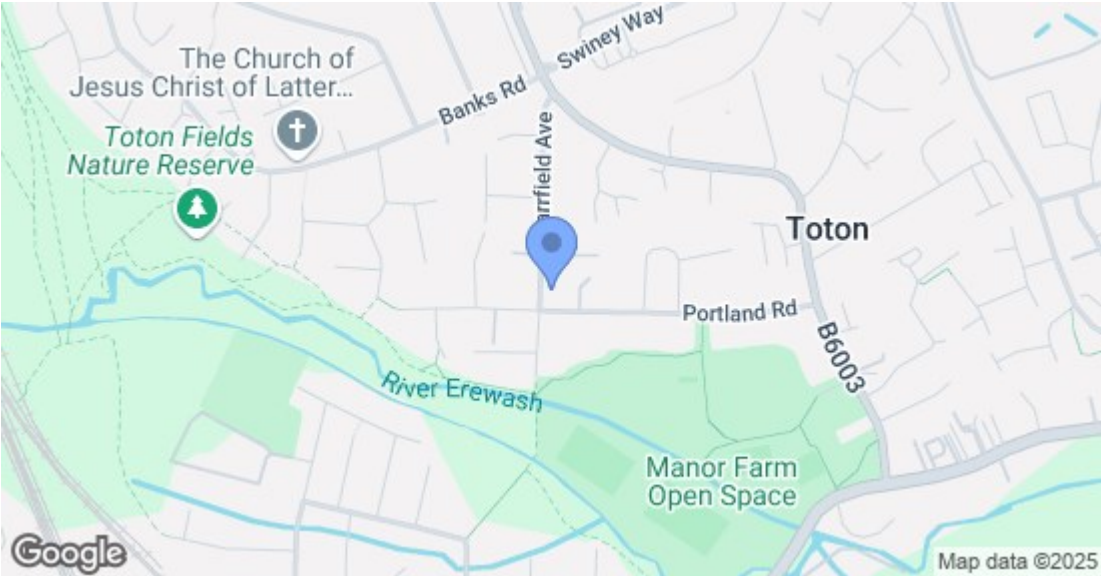 Swiney Way
The Church of
Jesus Christ of Latter...
Banks Rd
Toton Fields
Nature Reserve
Ave
Toton
Portland Rd
B6003
River Erewash
Manor Farm
Open Space
Google
Map data ©2025